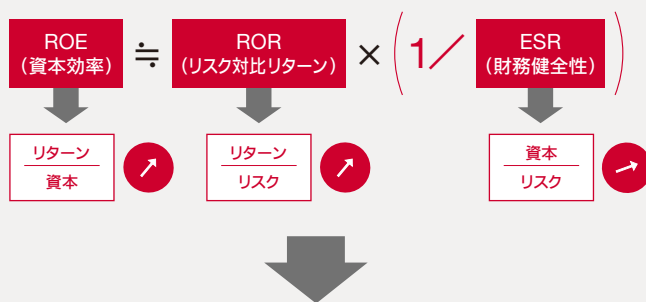 ROE
（資本効率）
≒
ROR
（リスク対比リターン）
×
(1／
ESR
（財務健全性）
)
リターン
資本
リターン
リスク
資本
リスク